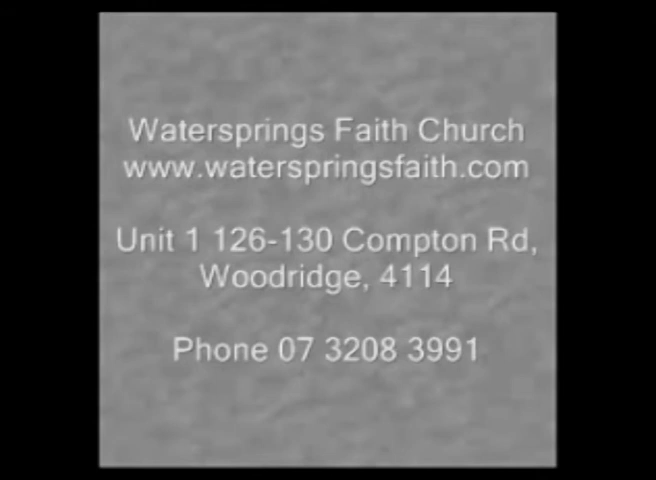 Watersprings Faith Church
www.waterspringsfaith.com
Unit 1 126-130 Compton Rd,
Woodridge, 4114
Phone 07 3208 3991